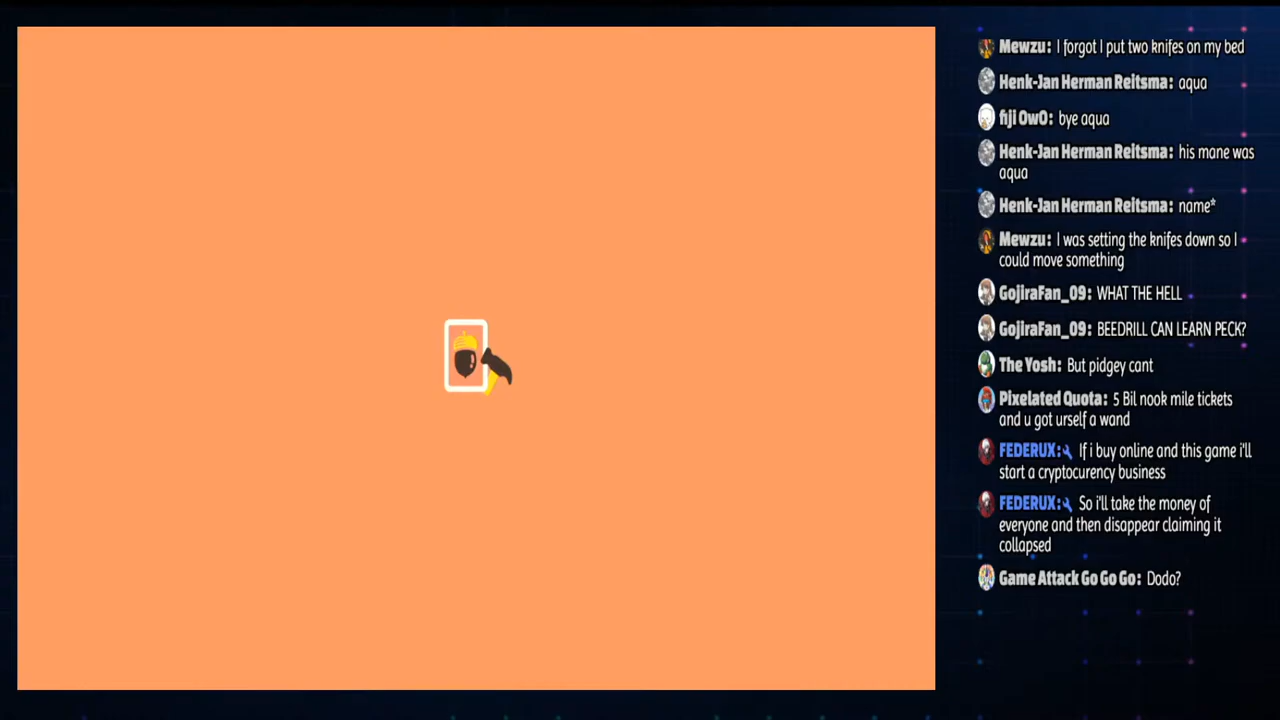 Mewzu: I forgot I put two knifes on my bed
Henk-Jan Herman Reitsma: aqua
fiji OwO: bye aqua
Henk-Jan Herman Reitsma: his mane was
aqua
Henk-Jan Herman Reitsma: name*
Mewzu: I was setting the knifes down so I
could move something
GojiraFan_09: WHAT THE HELL
GojiraFan_09: BEEDRILL CAN LEARN PECK?
The Yosh: But pidgey cant
Pixelated Quota: 5 Bil nook mile tickets
and u got urself a wand
FEDERUX: If i buy online and this game i'll
start a cryptocurency business
FEDERUX: So i'll take the money of
everyone and then disappear claiming it
collapsed
Game Attack Go Go Go: Dodo?